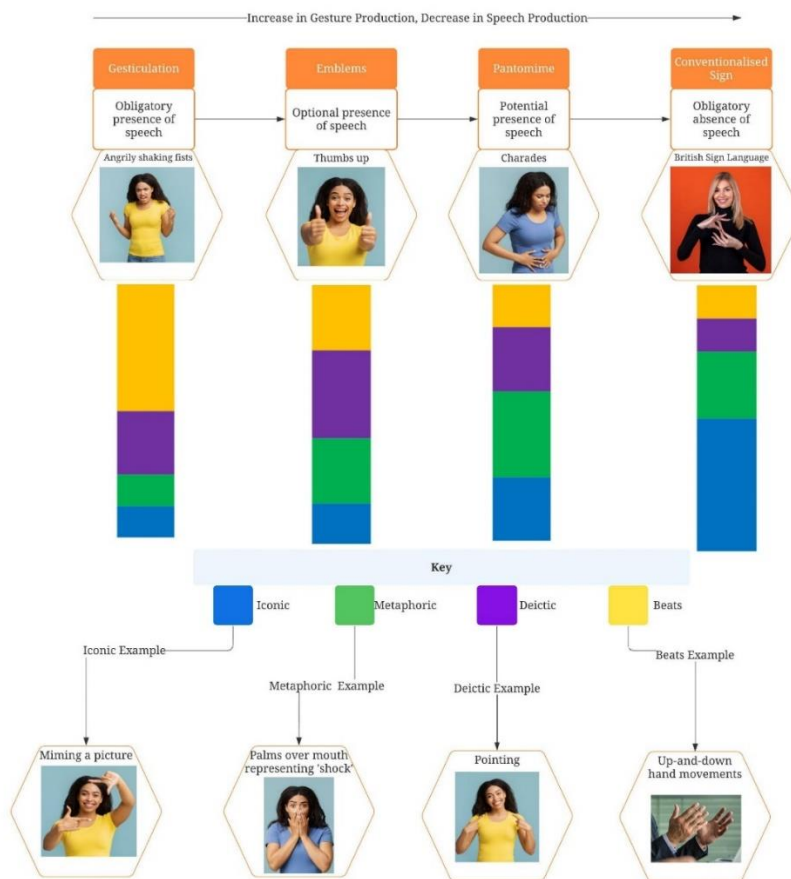 Increase in Gesture Production, Decrease in Speech Production
Gesticulation
Emblems
Pantomime
Conventionalised
Sign
Obligatory
presence of
speech
Optional presence
of speech
Potential
presence of
speech
Obligatory
absence of
speech
Angrily shaking fists
Thumbs up
Charades
British Sign Language
Key
Iconic
Metaphoric
Deictic
Beats
Iconic Example
Metaphoric Example
Deictic Example
Beats Example
Miming a picture
Palms over mouth
representing 'shock'
Pointing
Up-and-down
hand movements